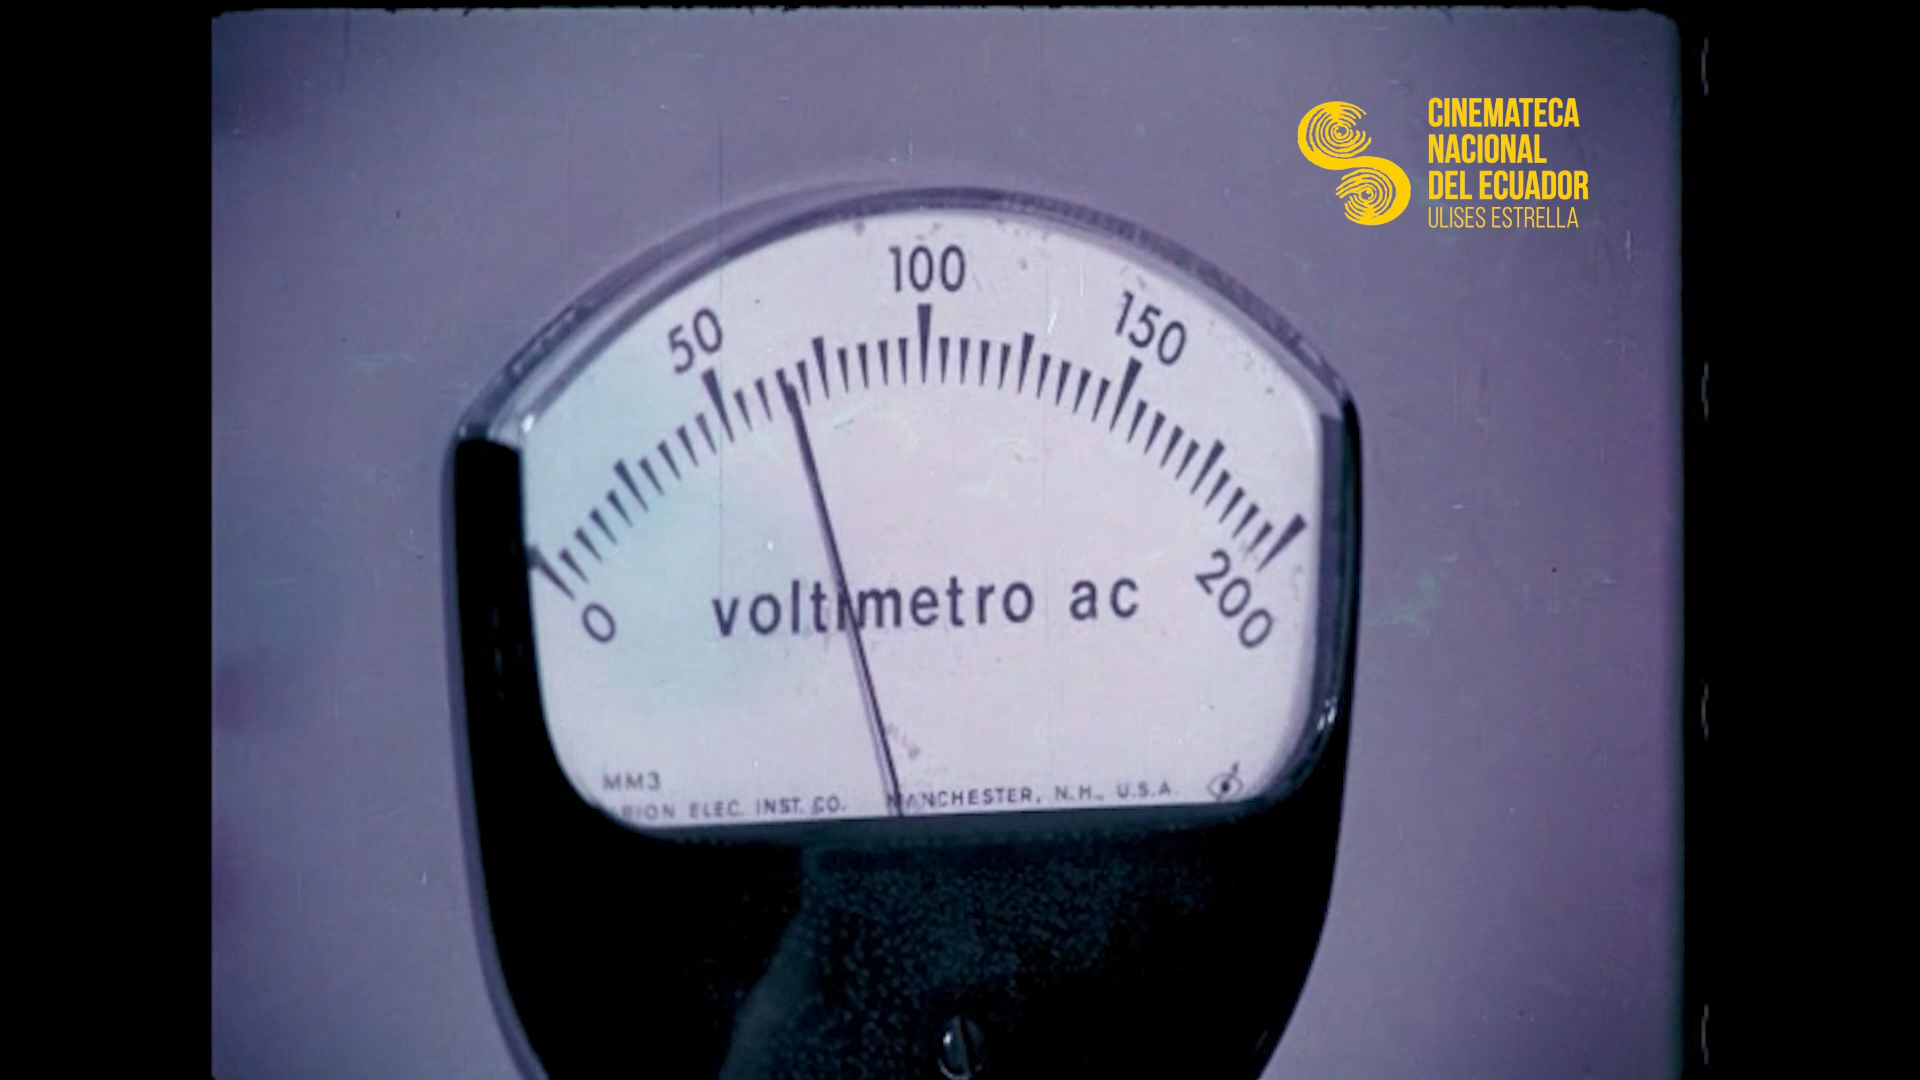 CINEMATECA
NACIONAL
DEL ECUADOR
ULISES ESTRELLA
0
50
100
150
200
voltimetro ac
MM3
ELEC. INST. CO. MANCHESTER, N.H., U.S.A.